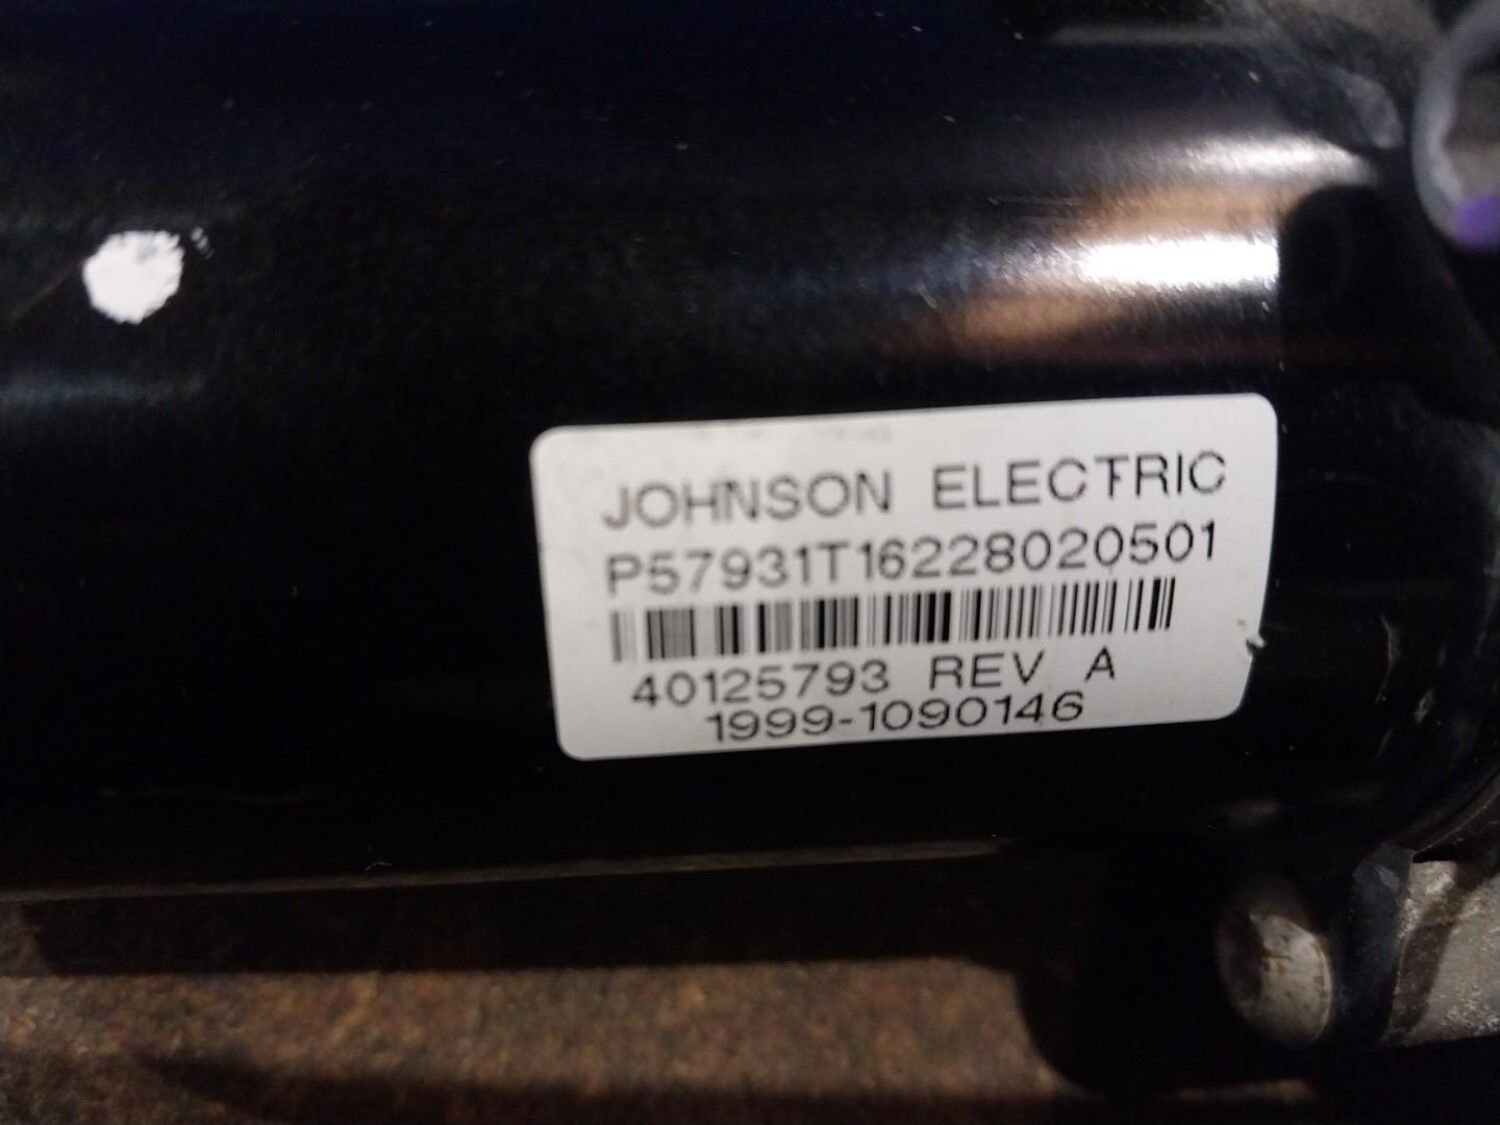 JOHNSON ELECTRIC
P57931T16228020501
40125793 REV A
1999-1090146